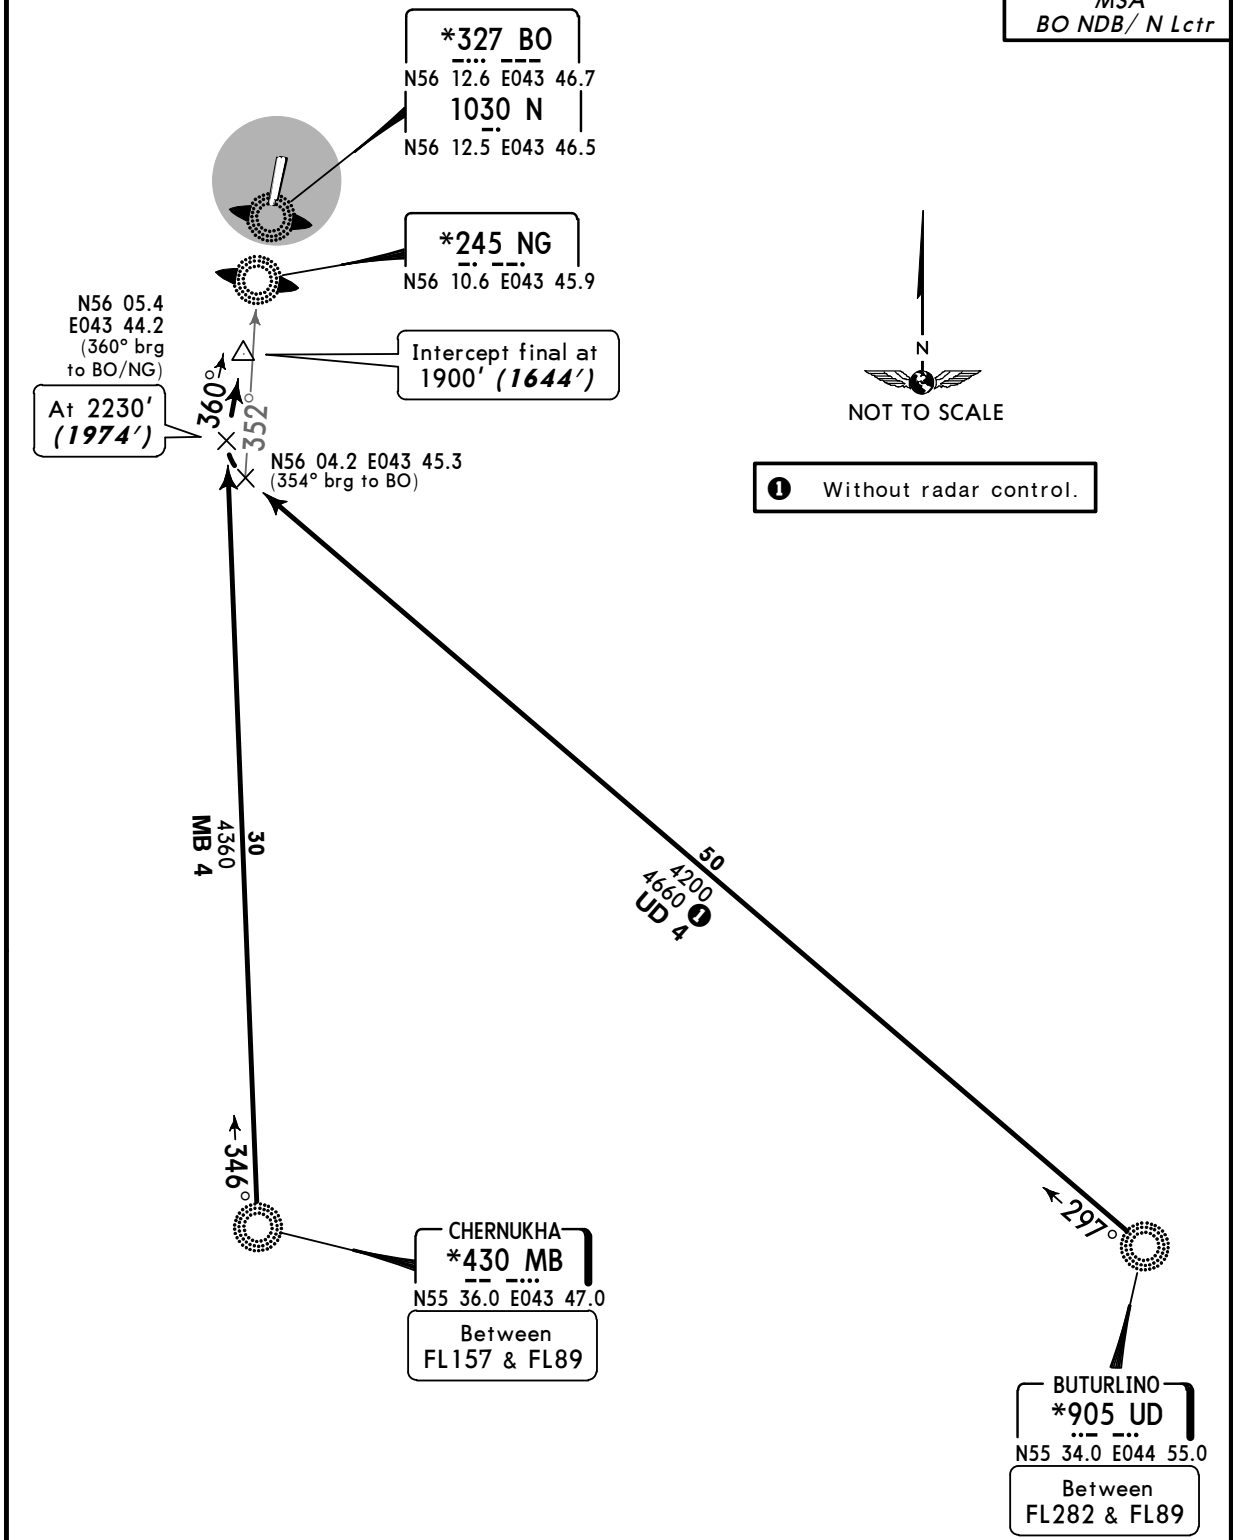 MSA
BO NDB/ N Lctr
*327 BO
N56 12.6 E043 46.7
1030 N
N56 12.5 E043 46.5
*245 NG
N56 10.6 E043 45.9
N56 05.4
E043 44.2
(360° brg
to BO/NG)
At 2230'
(1974')
360°
352°
Intercept final at
1900' (1644')
N56 04.2 E043 45.3
(354° brg to BO)
N
NOT TO SCALE
1 Without radar control.
30
4360
MB 4
50
4200
4660 1
UD 4
346°
297°
CHERNUKHA
*430 MB
N55 36.0 E043 47.0
Between
FL157 & FL89
BUTURLINO
*905 UD
N55 34.0 E044 55.0
Between
FL282 & FL89